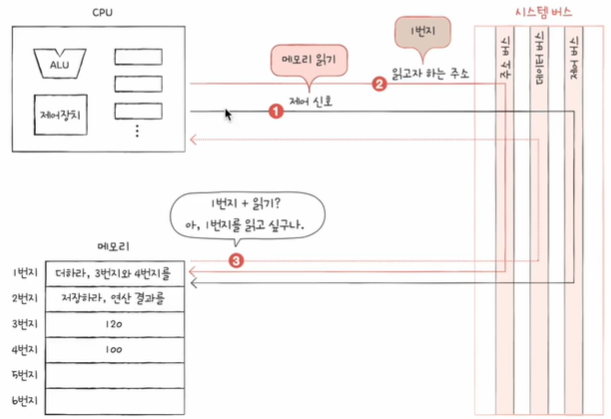 CPU
시스템 버스
ALU
제어장치
메모리 읽기
1번지
2
읽고자 하는 주소
1
제어 신호
주소 버스
데이터 버스
제어 버스
1번지 + 읽기?
아, 1번지를 읽고 싶구나.
3
메모리
1번지 더하라, 3번지와 4번지를
2번지 저장하라, 연산 결과를
3번지 120
4번지 100
5번지
6번지